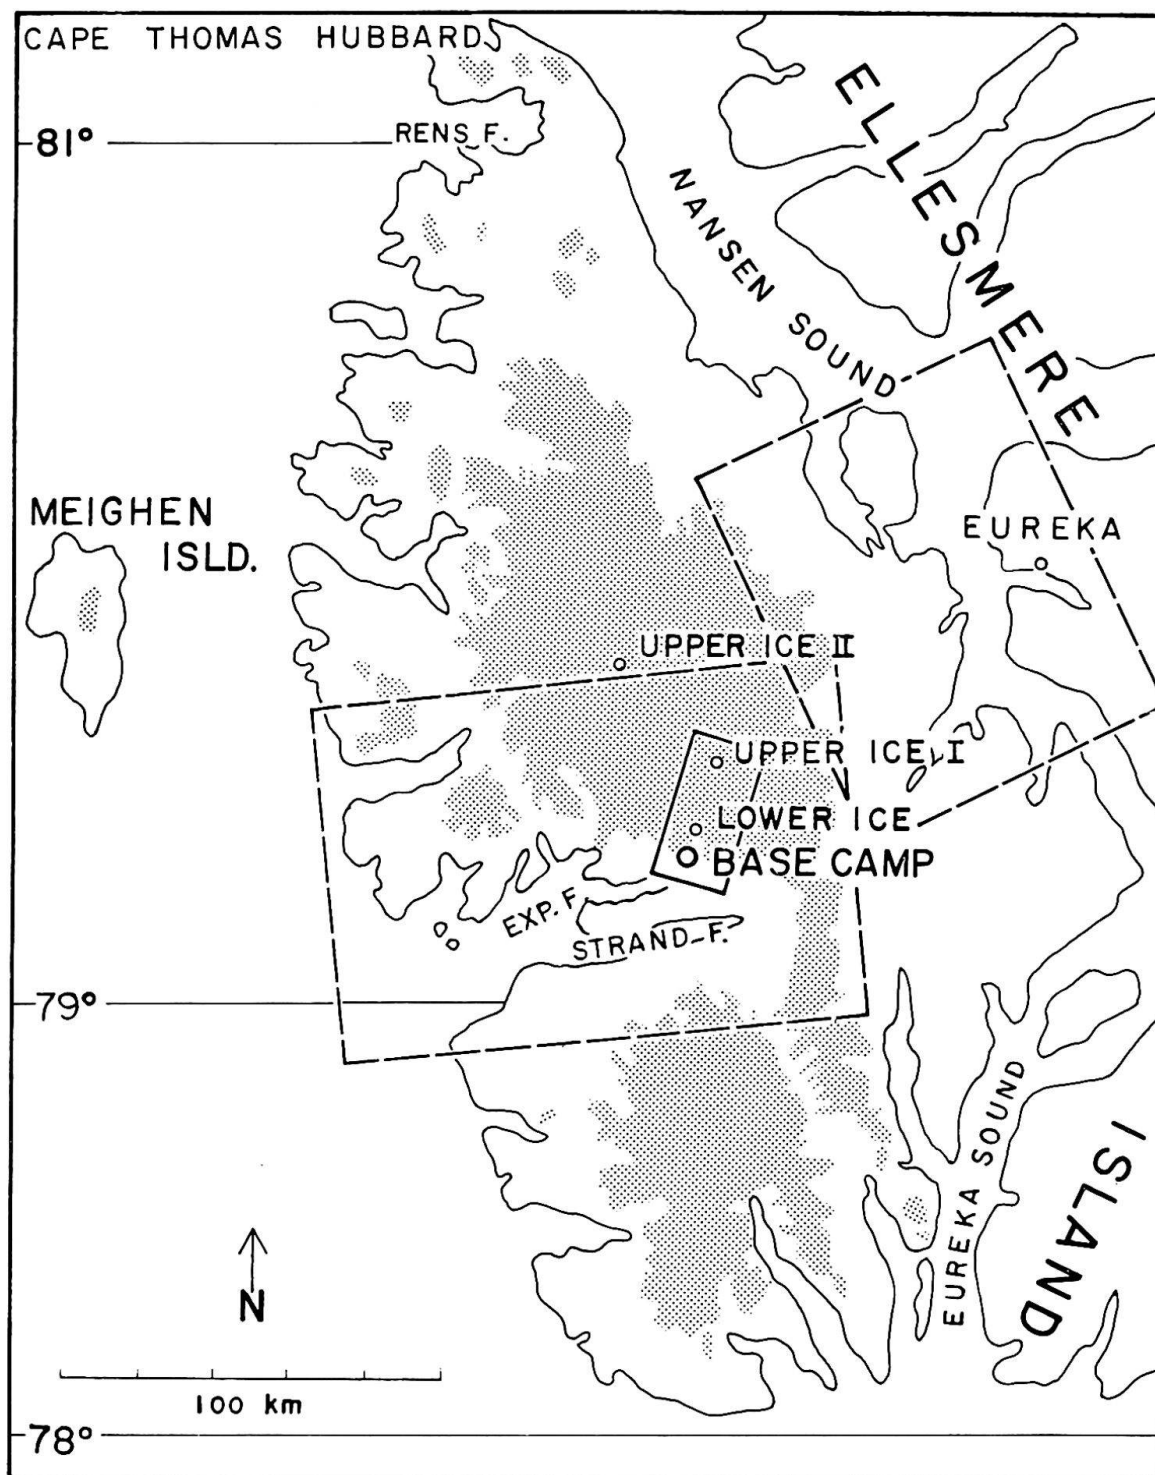 CAPE THOMAS HUBBARD
81°
RENS F.
ELLESMERE
NANSEN SOUND
MEIGHEN
ISLD.
EUREKA
UPPER ICE II
UPPER ICE I
LOWER ICE
BASE CAMP
EXP. F.
STRAND F.
79°
EUREKA SOUND
ISLAND
N
100 km
78°